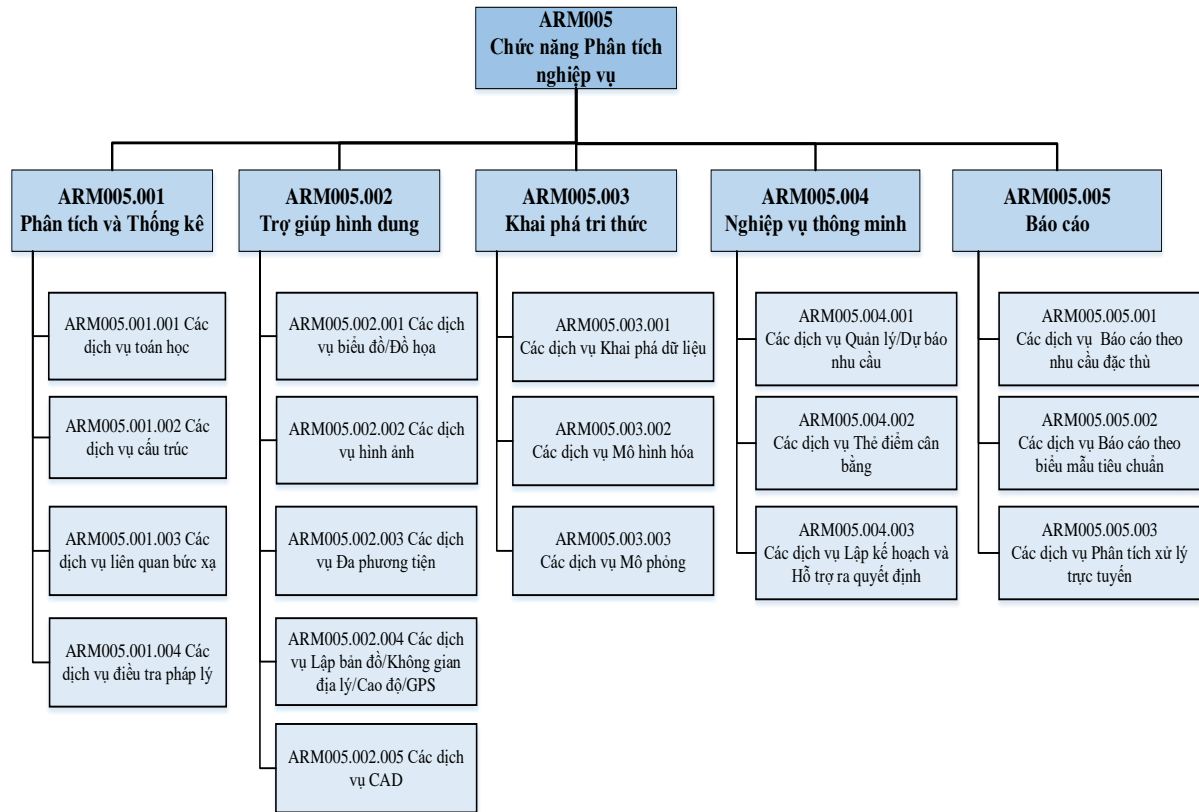 ARM005
Chức năng Phân tích
nghiệp vụ
ARM005.001
Phân tích và Thống kê
ARM005.002
Trợ giúp hình dung
ARM005.003
Khai phá tri thức
ARM005.004
Nghiệp vụ thông minh
ARM005.005
Báo cáo
ARM005.001.001 Các
dịch vụ toán học
ARM005.001.002 Các
dịch vụ cấu trúc
ARM005.001.003 Các
dịch vụ liên quan bức xạ
ARM005.001.004 Các
dịch vụ điều tra pháp lý
ARM005.002.001 Các dịch
vụ biểu đồ/Đồ họa
ARM005.002.002 Các dịch
vụ hình ảnh
ARM005.002.003 Các dịch
vụ Đa phương tiện
ARM005.002.004 Các dịch
vụ Lập bản đồ/Không gian
địa lý/Cao độ/GPS
ARM005.002.005 Các dịch
vụ CAD
ARM005.003.001
Các dịch vụ Khai phá dữ liệu
ARM005.003.002
Các dịch vụ Mô hình hóa
ARM005.003.003
Các dịch vụ Mô phỏng
ARM005.004.001
Các dịch vụ Quản lý/Dự báo
nhu cầu
ARM005.004.002
Các dịch vụ Thẻ điểm cân
bằng
ARM005.004.003
Các dịch vụ Lập kế hoạch và
Hỗ trợ ra quyết định
ARM005.005.001
Các dịch vụ Báo cáo theo
nhu cầu đặc thù
ARM005.005.002
Các dịch vụ Báo cáo theo
biểu mẫu tiêu chuẩn
ARM005.005.003
Các dịch vụ Phân tích xử lý
trực tuyến